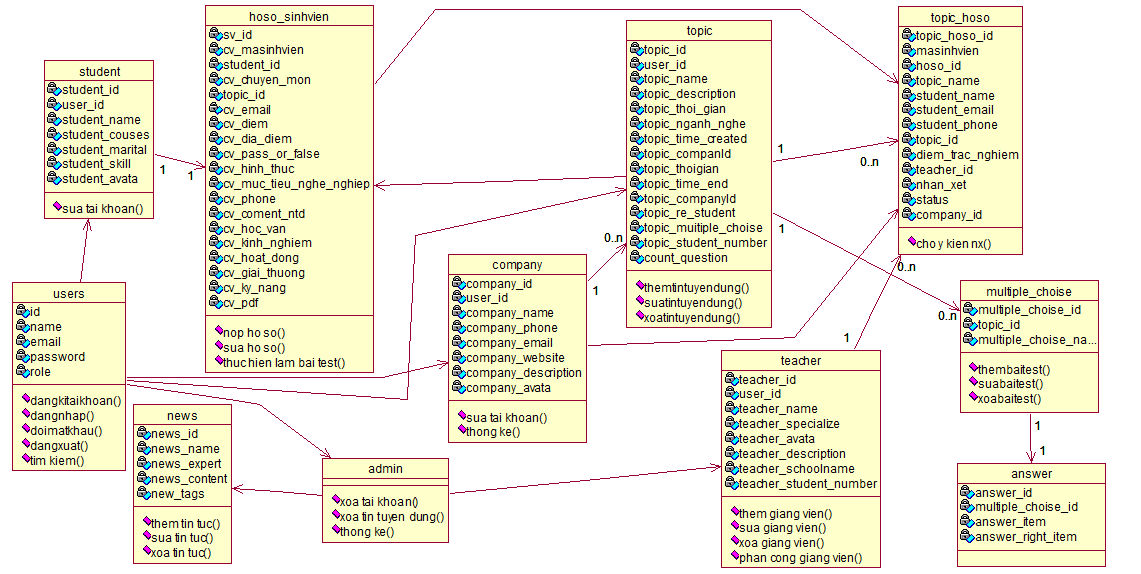 hoso_sinhvien
sv_id
cv_masinhvien
student_id
cv_chuyen_mon
topic_id
cv_email
cv_diem
cv_dia_diem
cv_pass_or_false
cv_hinh_thuc
cv_muc_tieu_nghe_nghiep
cv_phone
cv_coment_ntd
cv_hoc_van
cv_kinh_nghiem
cv_hoat_dong
cv_giai_thuong
cv_ky_nang
cv_pdf
nop ho so()
sua ho so()
thuc hien lam bai test()
topic
topic_id
user_id
topic_name
topic_description
topic_thoi_gian
topic_nganh_nghe
topic_time_created
topic_companId
topic_thoigian
topic_time_end
topic_companyId
topic_re_student
topic_muitiple_choise
topic_student_number
count_question
themtintuyendung()
suatintuyendung()
xoatintuyendung()
topic_hoso
topic_hoso_id
masinhvien
hoso_id
topic_name
student_name
student_email
student_phone
topic_id
diem_trac_nghiem
teacher_id
nhan_xet
status
company_id
cho y kien nx()
student
student_id
user_id
student_name
student_couses
student_marital
student_skill
student_avata
sua tai khoan()
1
1
1
0..n
1
0..n
1
0..n
1
0..n
company
company_id
user_id
company_name
company_phone
company_email
company_website
company_description
company_avata
sua tai khoan()
thong ke()
users
id
name
email
password
role
dangkitaikhoan()
dangnhap()
doimatkhau()
dangxuat()
tim kiem()
multiple_choise
multiple_choise_id
topic_id
multiple_choise_na...
thembaitest()
suabaitest()
xoabaitest()
1
1
teacher
teacher_id
user_id
teacher_name
teacher_specialize
teacher_avata
teacher_description
teacher_schoolname
teacher_student_number
them giang vien()
sua giang vien()
xoa giang vien()
phan cong giang vien()
news
news_id
news_name
news_expert
news_content
new_tags
them tin tuc()
sua tin tuc()
xoa tin tuc()
admin
xoa tai khoan()
xoa tin tuyen dung()
thong ke()
answer
answer_id
multiple_choise_id
answer_item
answer_right_item